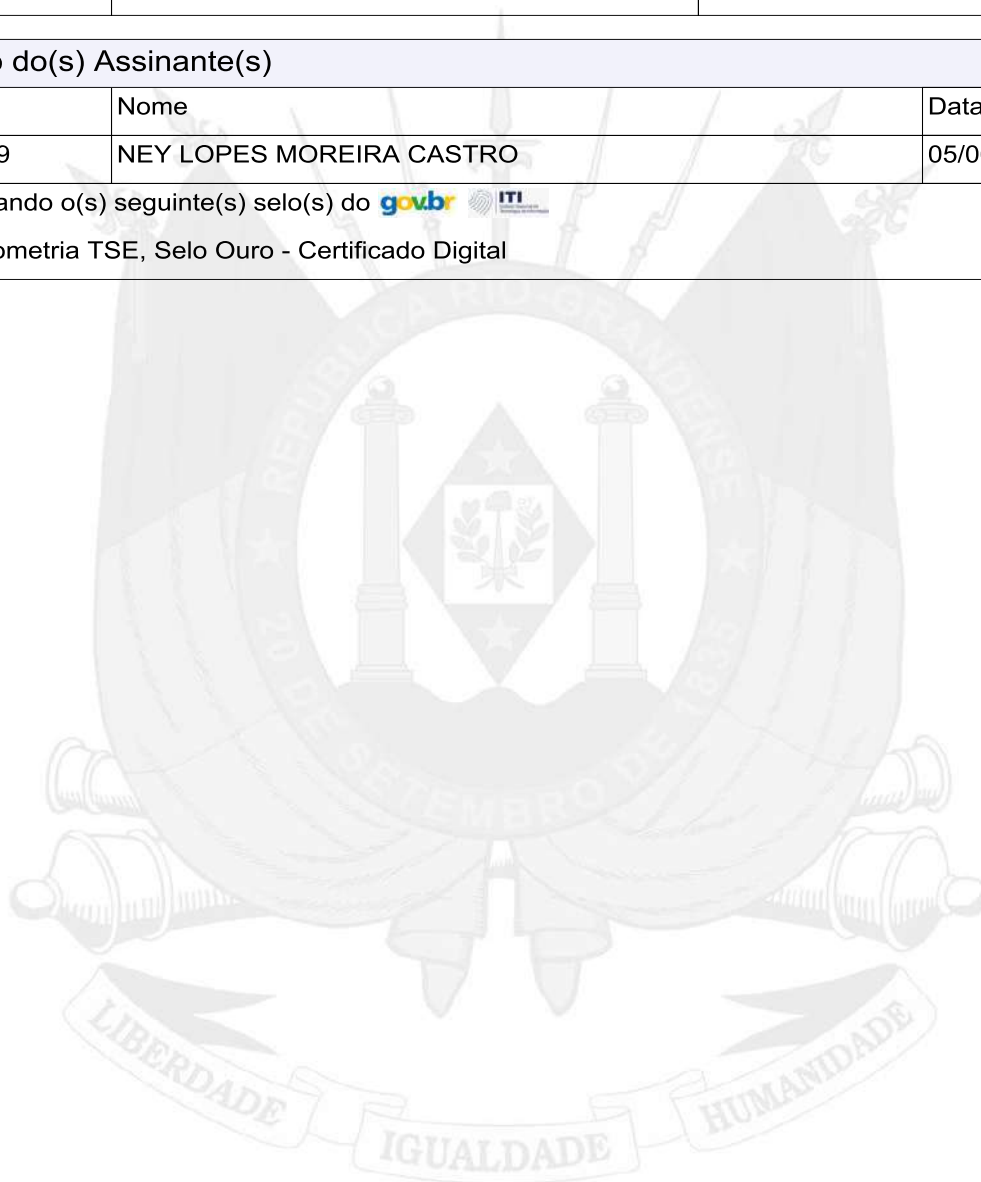 o do(s) Assinante(s)
Nome Data
9 NEY LOPES MOREIRA CASTRO 05/0
ando o(s) seguinte(s) selo(s) do gov.br ITI
ometria TSE, Selo Ouro - Certificado Digital
REPÚBLICA RIO-GRANDENSE
20 DE SETEMBRO DE 1835
LIBERDADE IGUALDADE HUMANIDADE